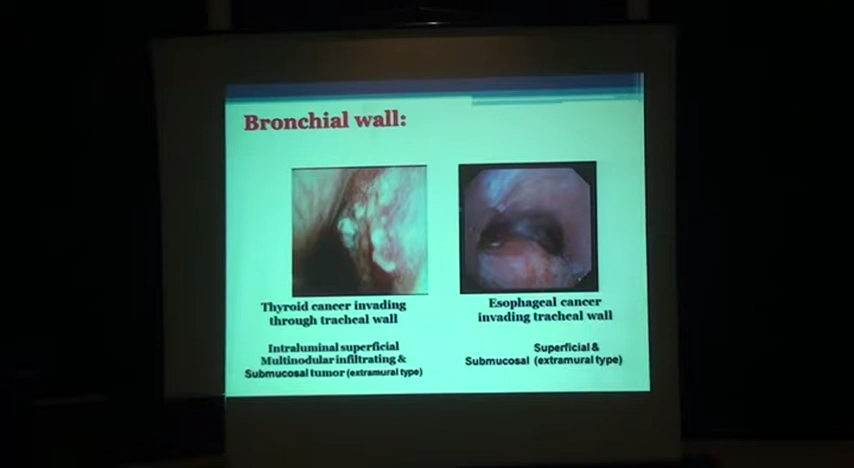 Bronchial wall:
Thyroid cancer invading
through tracheal wall
Esophageal cancer
invading tracheal wall
Intraluminal superficial
Multinodular infiltrating &
Submucosal tumor (extramural type)
Superficial &
Submucosal (extramural type)